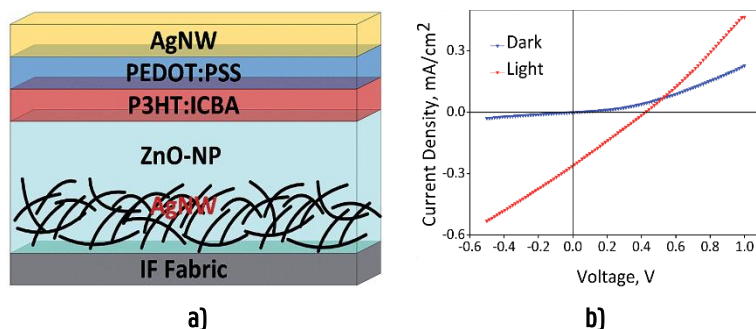 AgNW
PEDOT:PSS
P3HT:ICBA
ZnO-NP
AgNW
IF Fabric
a)
Current Density, mA/cm²
0.3
0.0
-0.3
-0.6
Dark
Light
-0.6 -0.4 -0.2 0.0 0.2 0.4 0.6 0.8 1.0
Voltage, V
b)